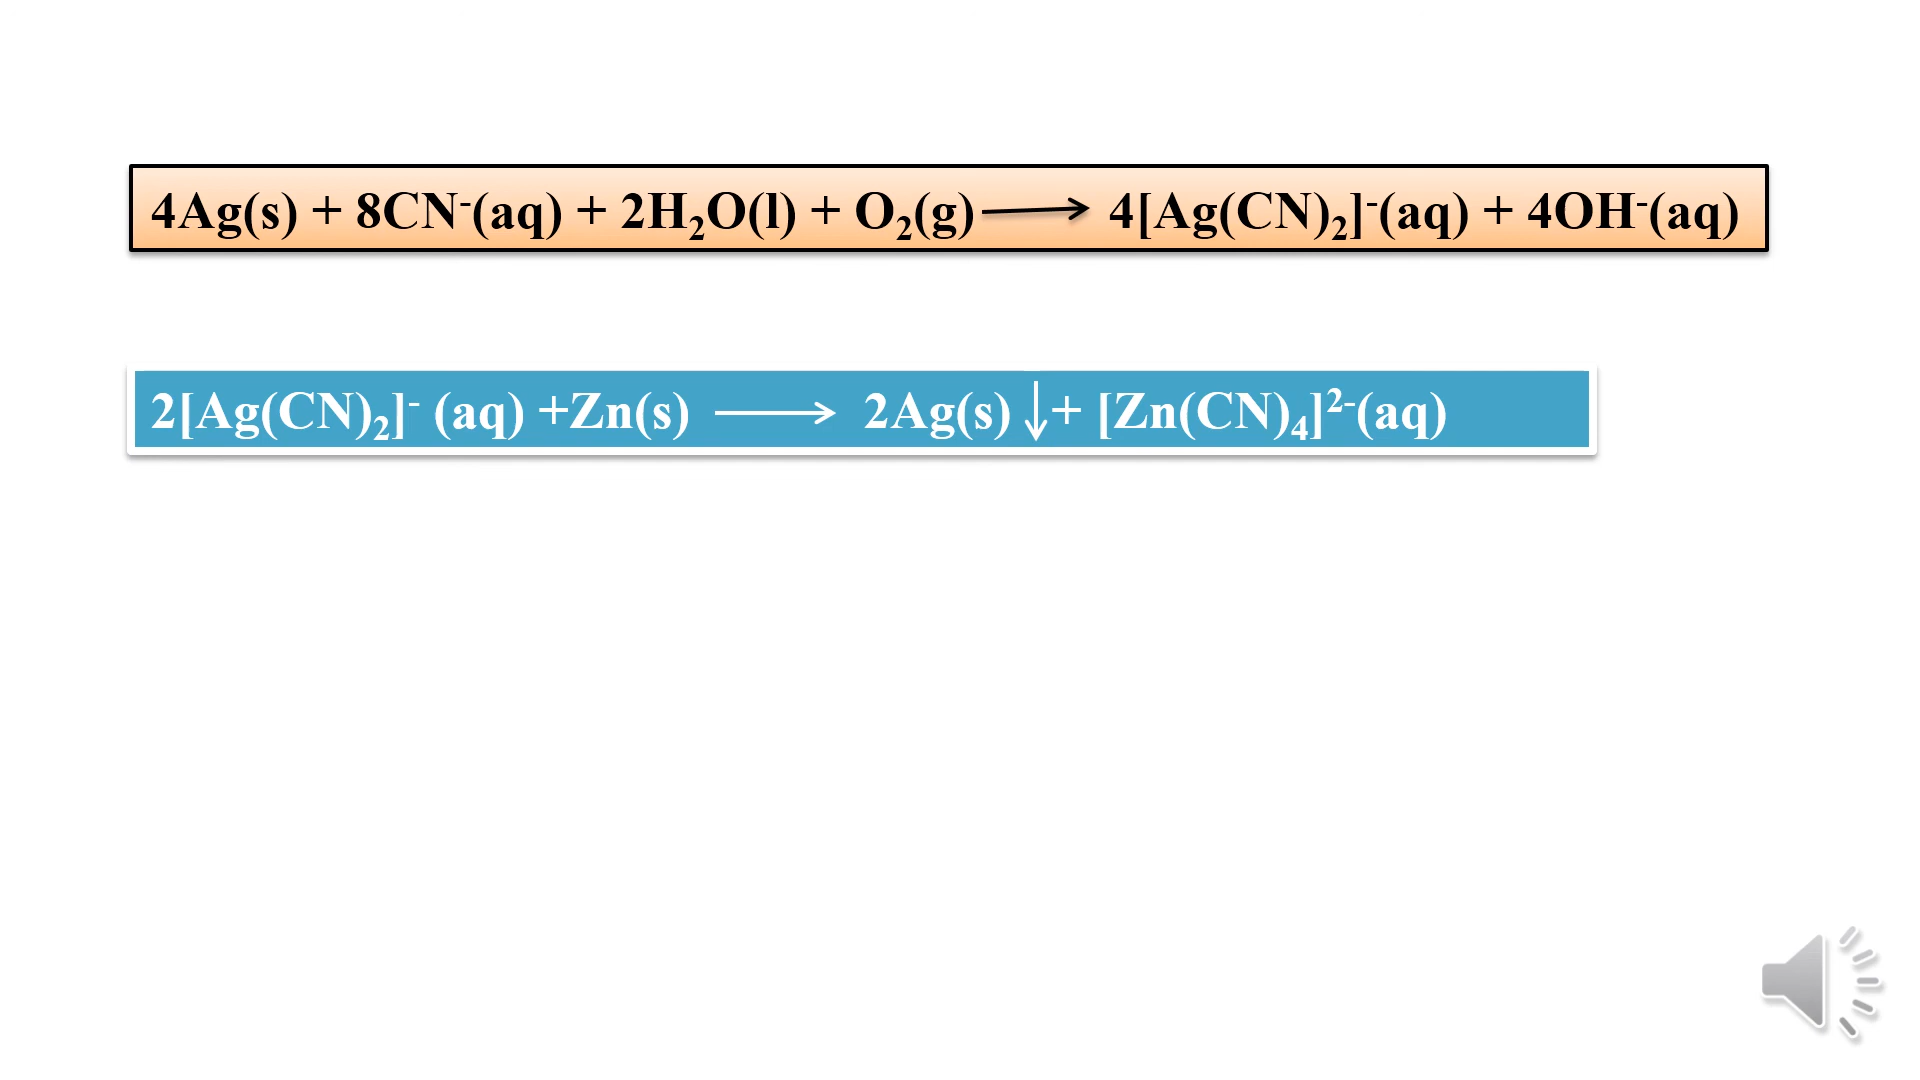 4Ag(s) + 8CN⁻(aq) + 2H₂O(l) + O₂(g) ⟶ 4[Ag(CN)₂]⁻(aq) + 4OH⁻(aq)
2[Ag(CN)₂]⁻ (aq) +Zn(s) ⟶ 2Ag(s) ↓+ [Zn(CN)₄]²⁻(aq)